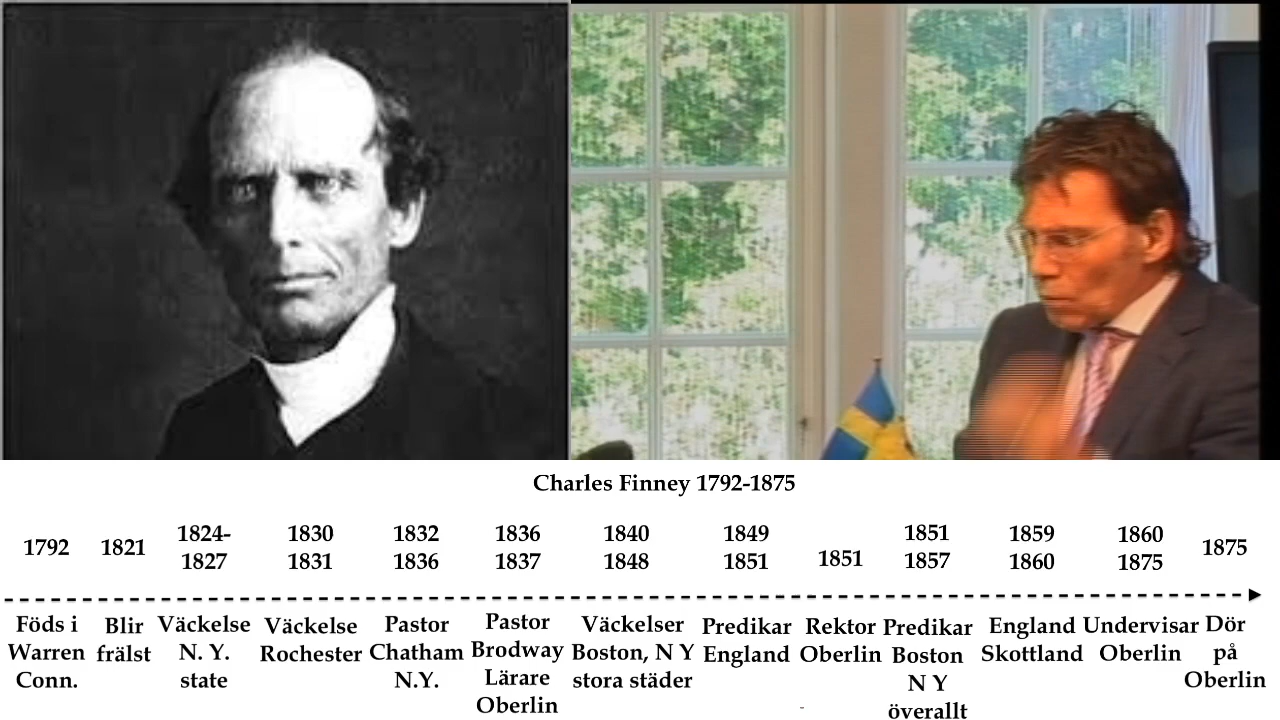 Charles Finney 1792-1875
1792
1821
1824-
1827
1830
1831
1832
1836
1836
1837
1840
1848
1849
1851
1851
1851
1857
1859
1860
1860
1875
1875
Föds i
Warren
Conn.
Blir
frälst
Väckelse
N. Y.
state
Väckelse
Rochester
Pastor
Chatham
N.Y.
Pastor
Brodway
Lärare
Oberlin
Väckelser
Boston, N Y
stora städer
Predikar
England
Rektor
Oberlin
Predikar
Boston
N Y
överallt
England
Skottland
Undervisar
Oberlin
Dör
på
Oberlin